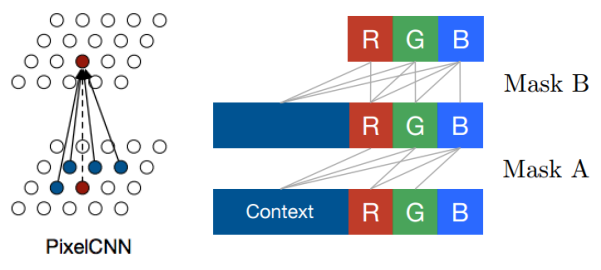 R G B
Mask B
R G B
Mask A
Context R G B
PixelCNN